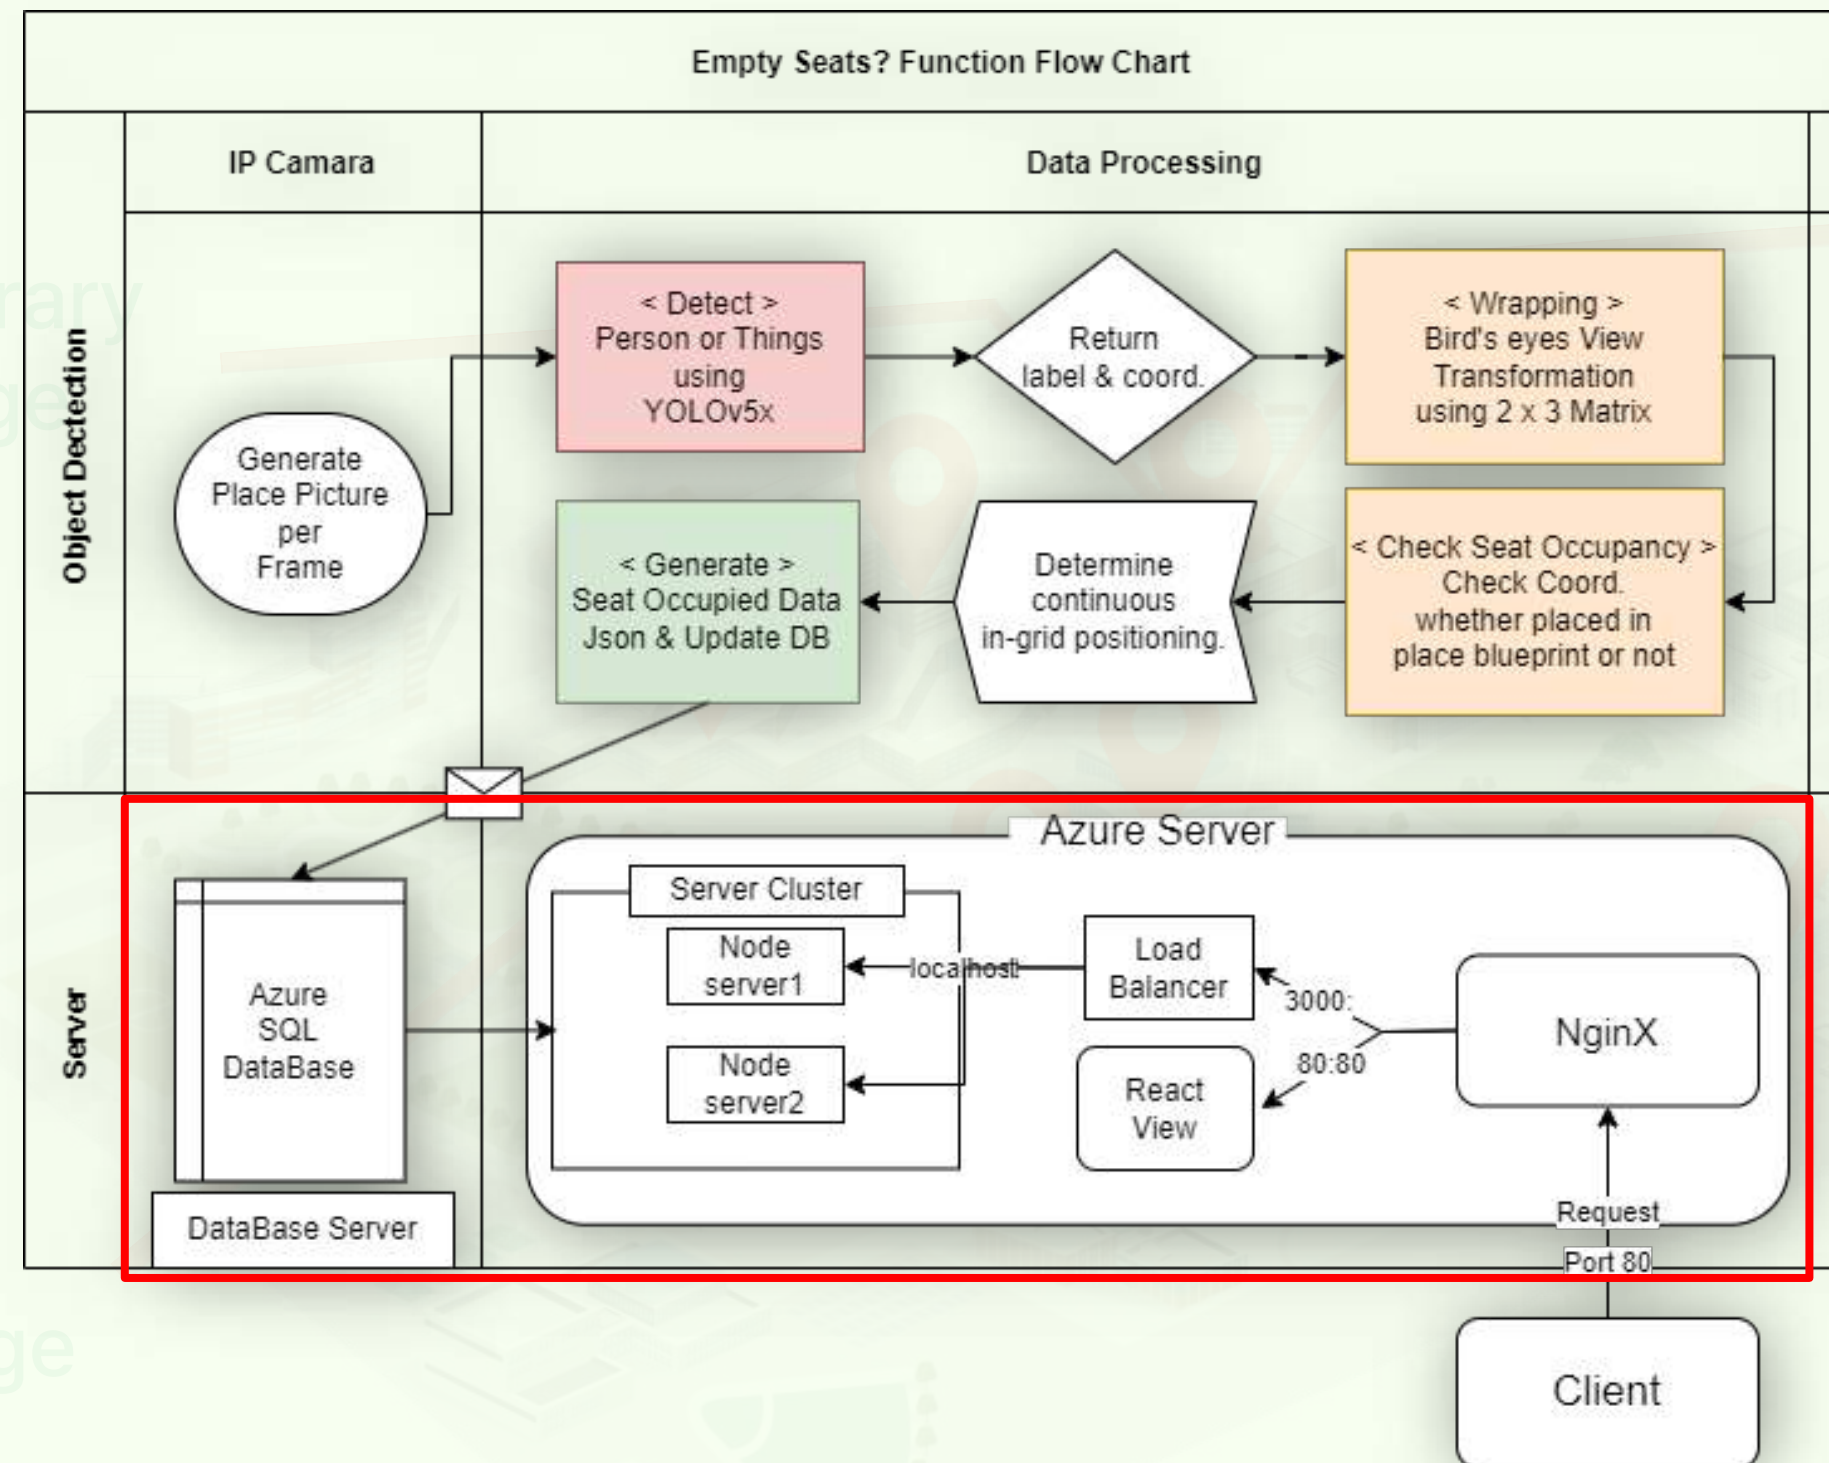 Empty Seats? Function Flow Chart
IP Camara
Data Processing
Object Dectection
Generate
Place Picture
per
Frame
< Detect >
Person or Things
using
YOLOv5x
Return
label & coord.
< Wrapping >
Bird's eyes View
Transformation
using 2 x 3 Matrix
< Check Seat Occupancy >
Check Coord.
whether placed in
place blueprint or not
Determine
continuous
in-grid positioning.
< Generate >
Seat Occupied Data
Json & Update DB
Server
Azure
SQL
DataBase
DataBase Server
Azure Server
Server Cluster
Node
server1
Node
server2
localhost:
Load
Balancer
React
View
3000:
80:80
NginX
Request
Port 80
Client